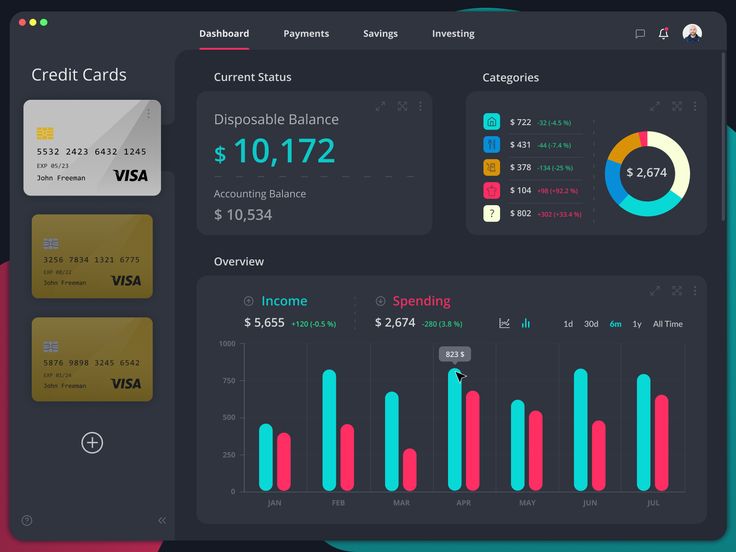 Dashboard Payments Savings Investing
Credit Cards
5532 2423 6432 1245
EXP 05/23
John Freeman VISA
3256 7834 1321 6775
EXP 08/22
John Freeman VISA
5876 9898 3245 6542
John Freeman VISA
Current Status
Disposable Balance
$ 10,172
Accounting Balance
$ 10,534
Categories
$ 722 -32 (-4.5 %)
$ 431 -44 (-7.4 %)
$ 378 -134 (-25 %)
$ 104 +98 (+92.2 %)
? $ 802 +302 (+33.4 %)
$ 2,674
Overview
Income Spending
$ 5,655 +120 (-0.5 %) $ 2,674 -280 (3.8 %)
1d 30d 6m 1y All Time
823 $
1000
750
500
250
0
JAN FEB MAR APR MAY JUN JUL
?